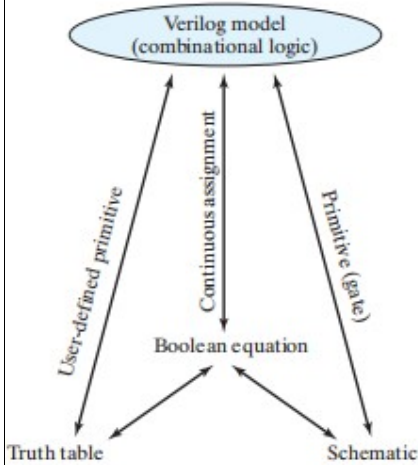 Verilog model
(combinational logic)
User-defined primitive
Continuous assignment
Primitive (gate)
Boolean equation
Truth table
Schematic